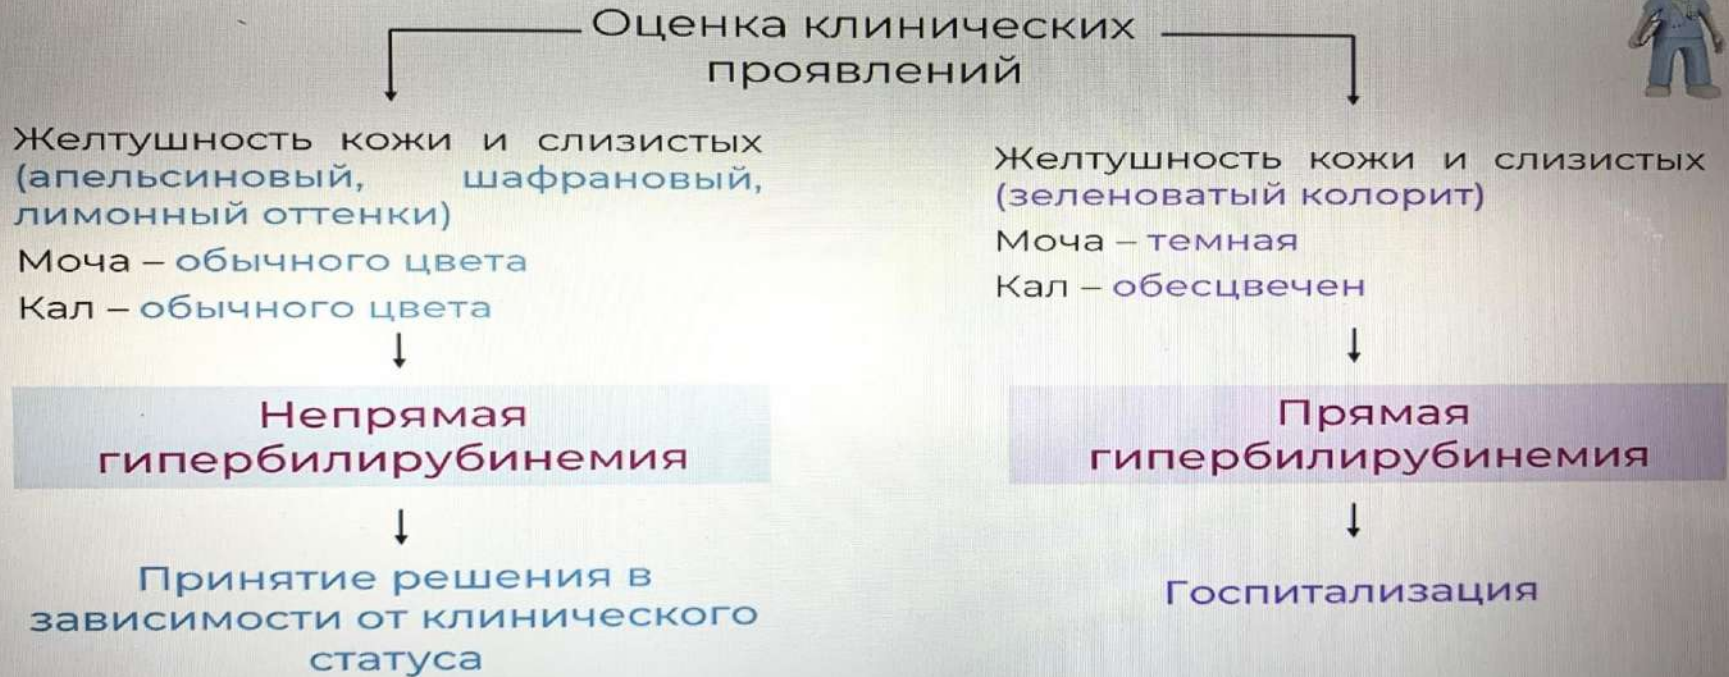 Оценка клинических
проявлений
Желтушность кожи и слизистых
(апельсиновый, шафрановый,
лимонный оттенки)
Моча – обычного цвета
Кал – обычного цвета
Непрямая
гипербилирубинемия
Принятие решения в
зависимости от клинического
статуса
Желтушность кожи и слизистых
(зеленоватый колорит)
Моча – темная
Кал – обесцвечен
Прямая
гипербилирубинемия
Госпитализация